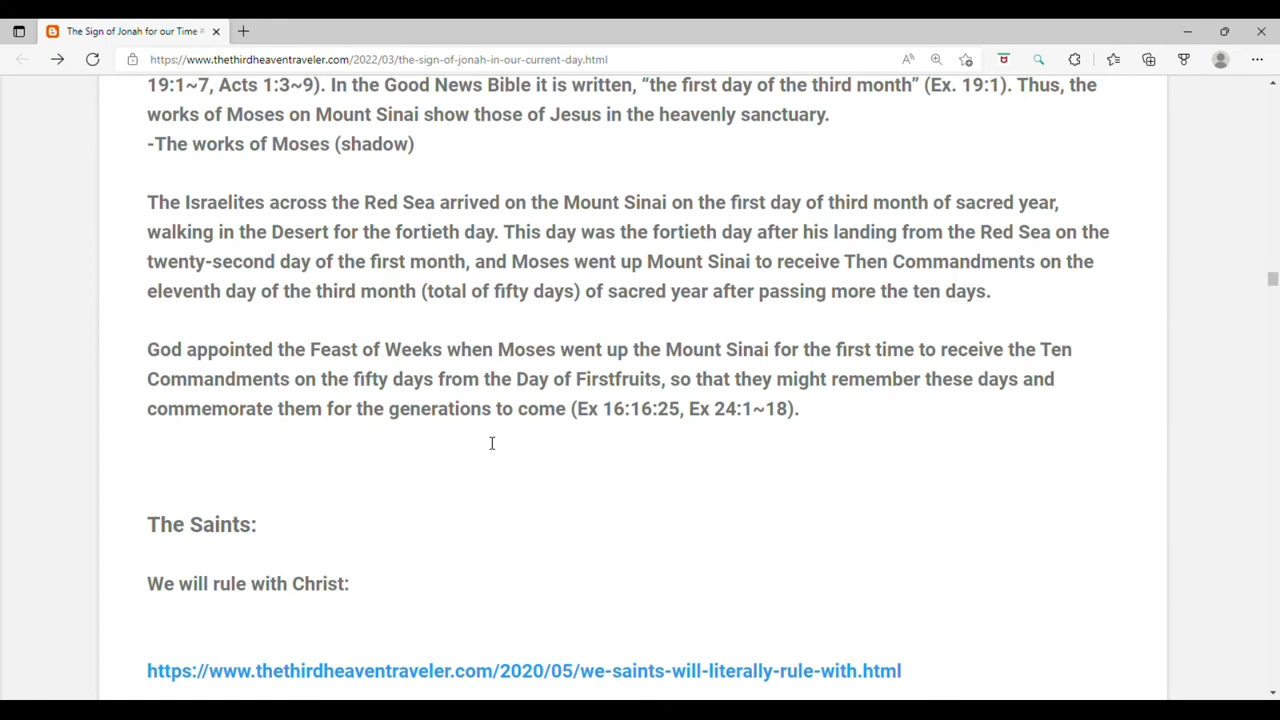 The Sign of Jonah for our Time
https://www.thethirdheaventraveler.com/2022/03/the-sign-of-jonah-in-our-current-day.html
19:1~7, Acts 1:3~9). In the Good News Bible it is written, “the first day of the third month” (Ex. 19:1). Thus, the
works of Moses on Mount Sinai show those of Jesus in the heavenly sanctuary.
-The works of Moses (shadow)
The Israelites across the Red Sea arrived on the Mount Sinai on the first day of third month of sacred year,
walking in the Desert for the fortieth day. This day was the fortieth day after his landing from the Red Sea on the
twenty-second day of the first month, and Moses went up Mount Sinai to receive Then Commandments on the
eleventh day of the third month (total of fifty days) of sacred year after passing more the ten days.
God appointed the Feast of Weeks when Moses went up the Mount Sinai for the first time to receive the Ten
Commandments on the fifty days from the Day of Firstfruits, so that they might remember these days and
commemorate them for the generations to come (Ex 16:16:25, Ex 24:1~18).
The Saints:
We will rule with Christ:
https://www.thethirdheaventraveler.com/2020/05/we-saints-will-literally-rule-with.html